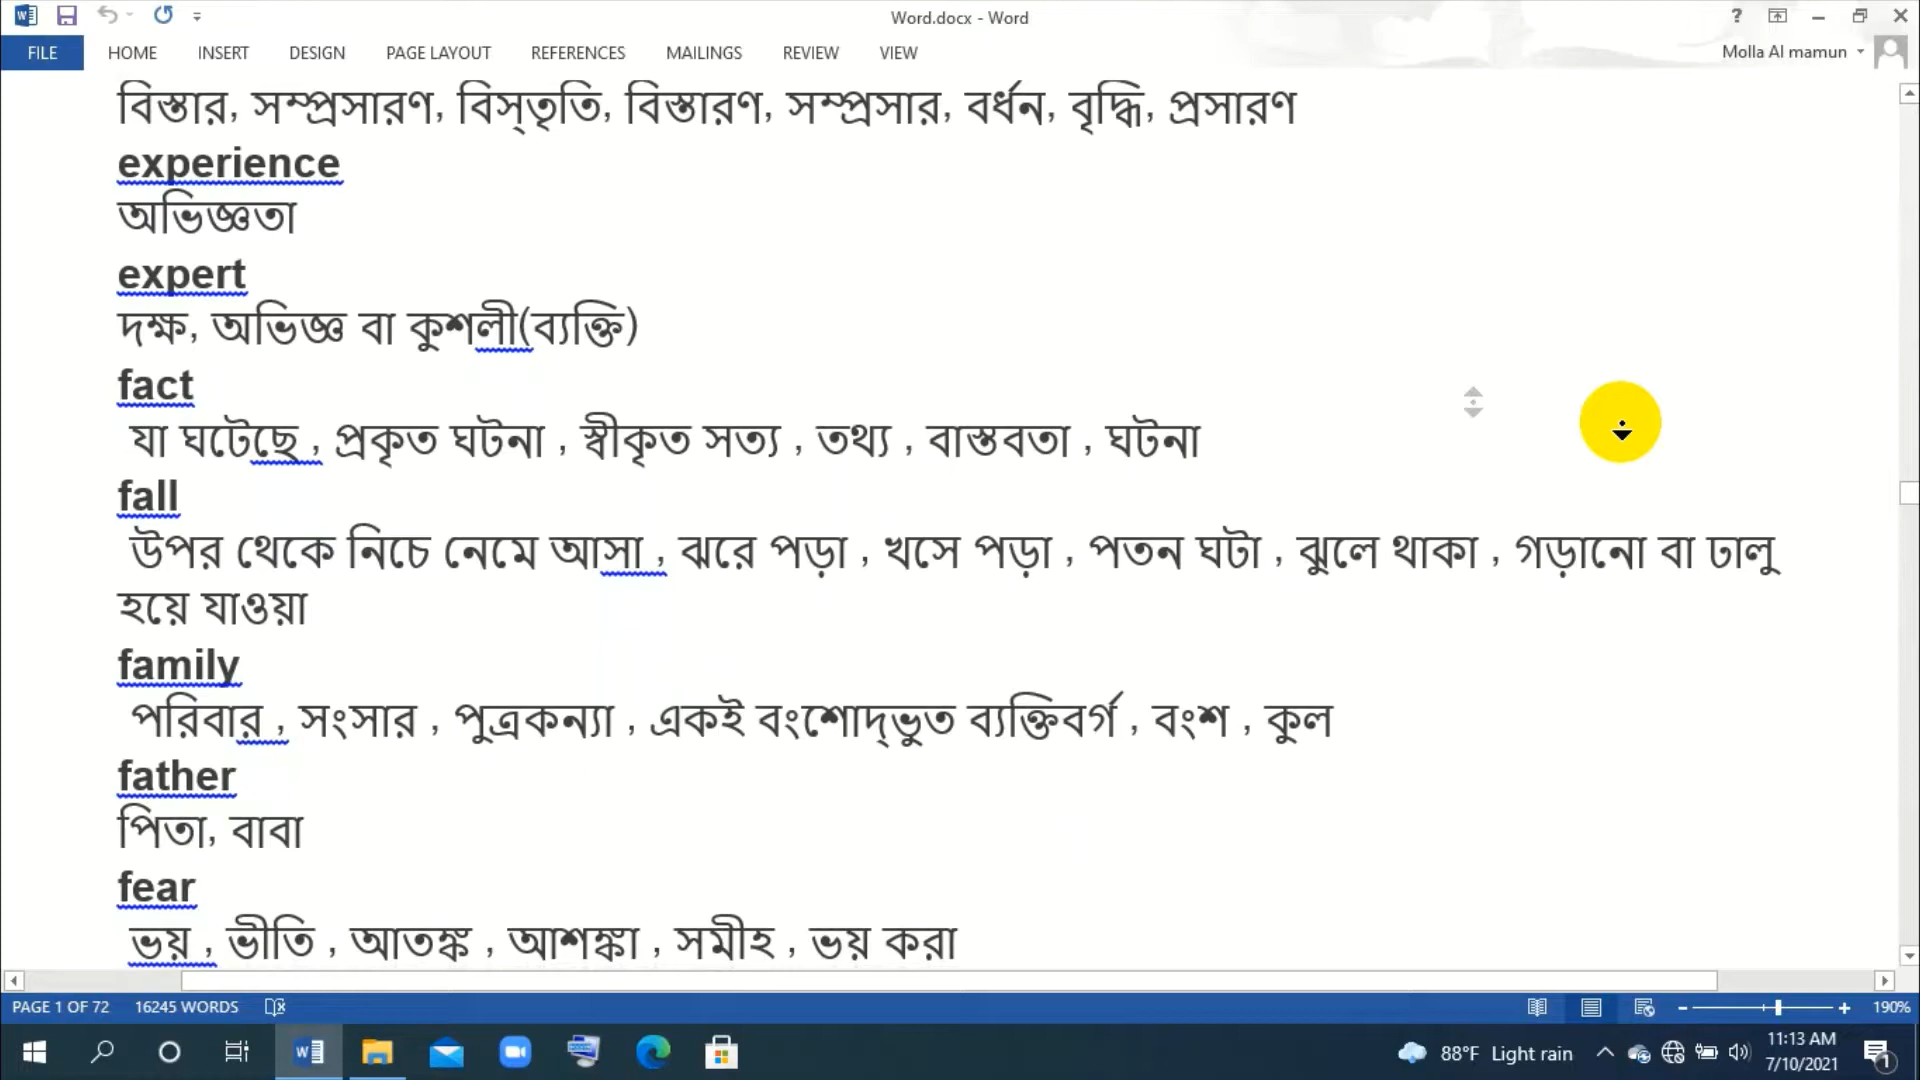 Word.docx - Word
Molla Al mamun
FILE HOME INSERT DESIGN PAGE LAYOUT REFERENCES MAILINGS REVIEW VIEW
বিস্তার, সম্প্রসারণ, বিস্তৃতি, বিস্তারণ, সম্প্রসার, বর্ধন, বৃদ্ধি, প্রসারণ
experience
অভিজ্ঞতা
expert
দক্ষ, অভিজ্ঞ বা কুশলী(ব্যক্তি)
fact
যা ঘটেছে , প্রকৃত ঘটনা , স্বীকৃত সত্য , তথ্য , বাস্তবতা , ঘটনা
fall
উপর থেকে নিচে নেমে আসা , ঝরে পড়া , খসে পড়া , পতন ঘটা , ঝুলে থাকা , গড়ানো বা ঢালু
হয়ে যাওয়া
family
পরিবার , সংসার , পুত্রকন্যা , একই বংশোদ্ভুত ব্যক্তিবর্গ , বংশ , কুল
father
পিতা, বাবা
fear
ভয় , ভীতি , আতঙ্ক , আশঙ্কা , সমীহ , ভয় করা
PAGE 1 OF 72 16245 WORDS 190%
88°F Light rain
11:13 AM
7/10/2021
1